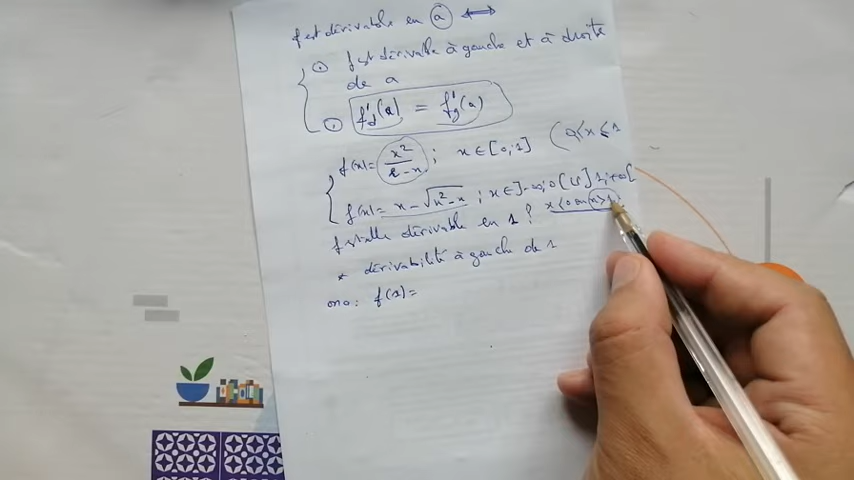 f est dérivable en a ⟺
⊙ f est dérivable à gauche et à droite
de a
⊙ f'd(a) = f'g(a)
f(x) = x²/(2-x) ; x ∈ [0;1] (0≤x≤1
f(x) = x - √(x²-x) ; x ∈ ]-∞;0[ ∪ ]1;+∞[
x<0 ou x>1
f est elle dérivable en 1 ?
* dérivabilité à gauche de 1
on a : f(1) =